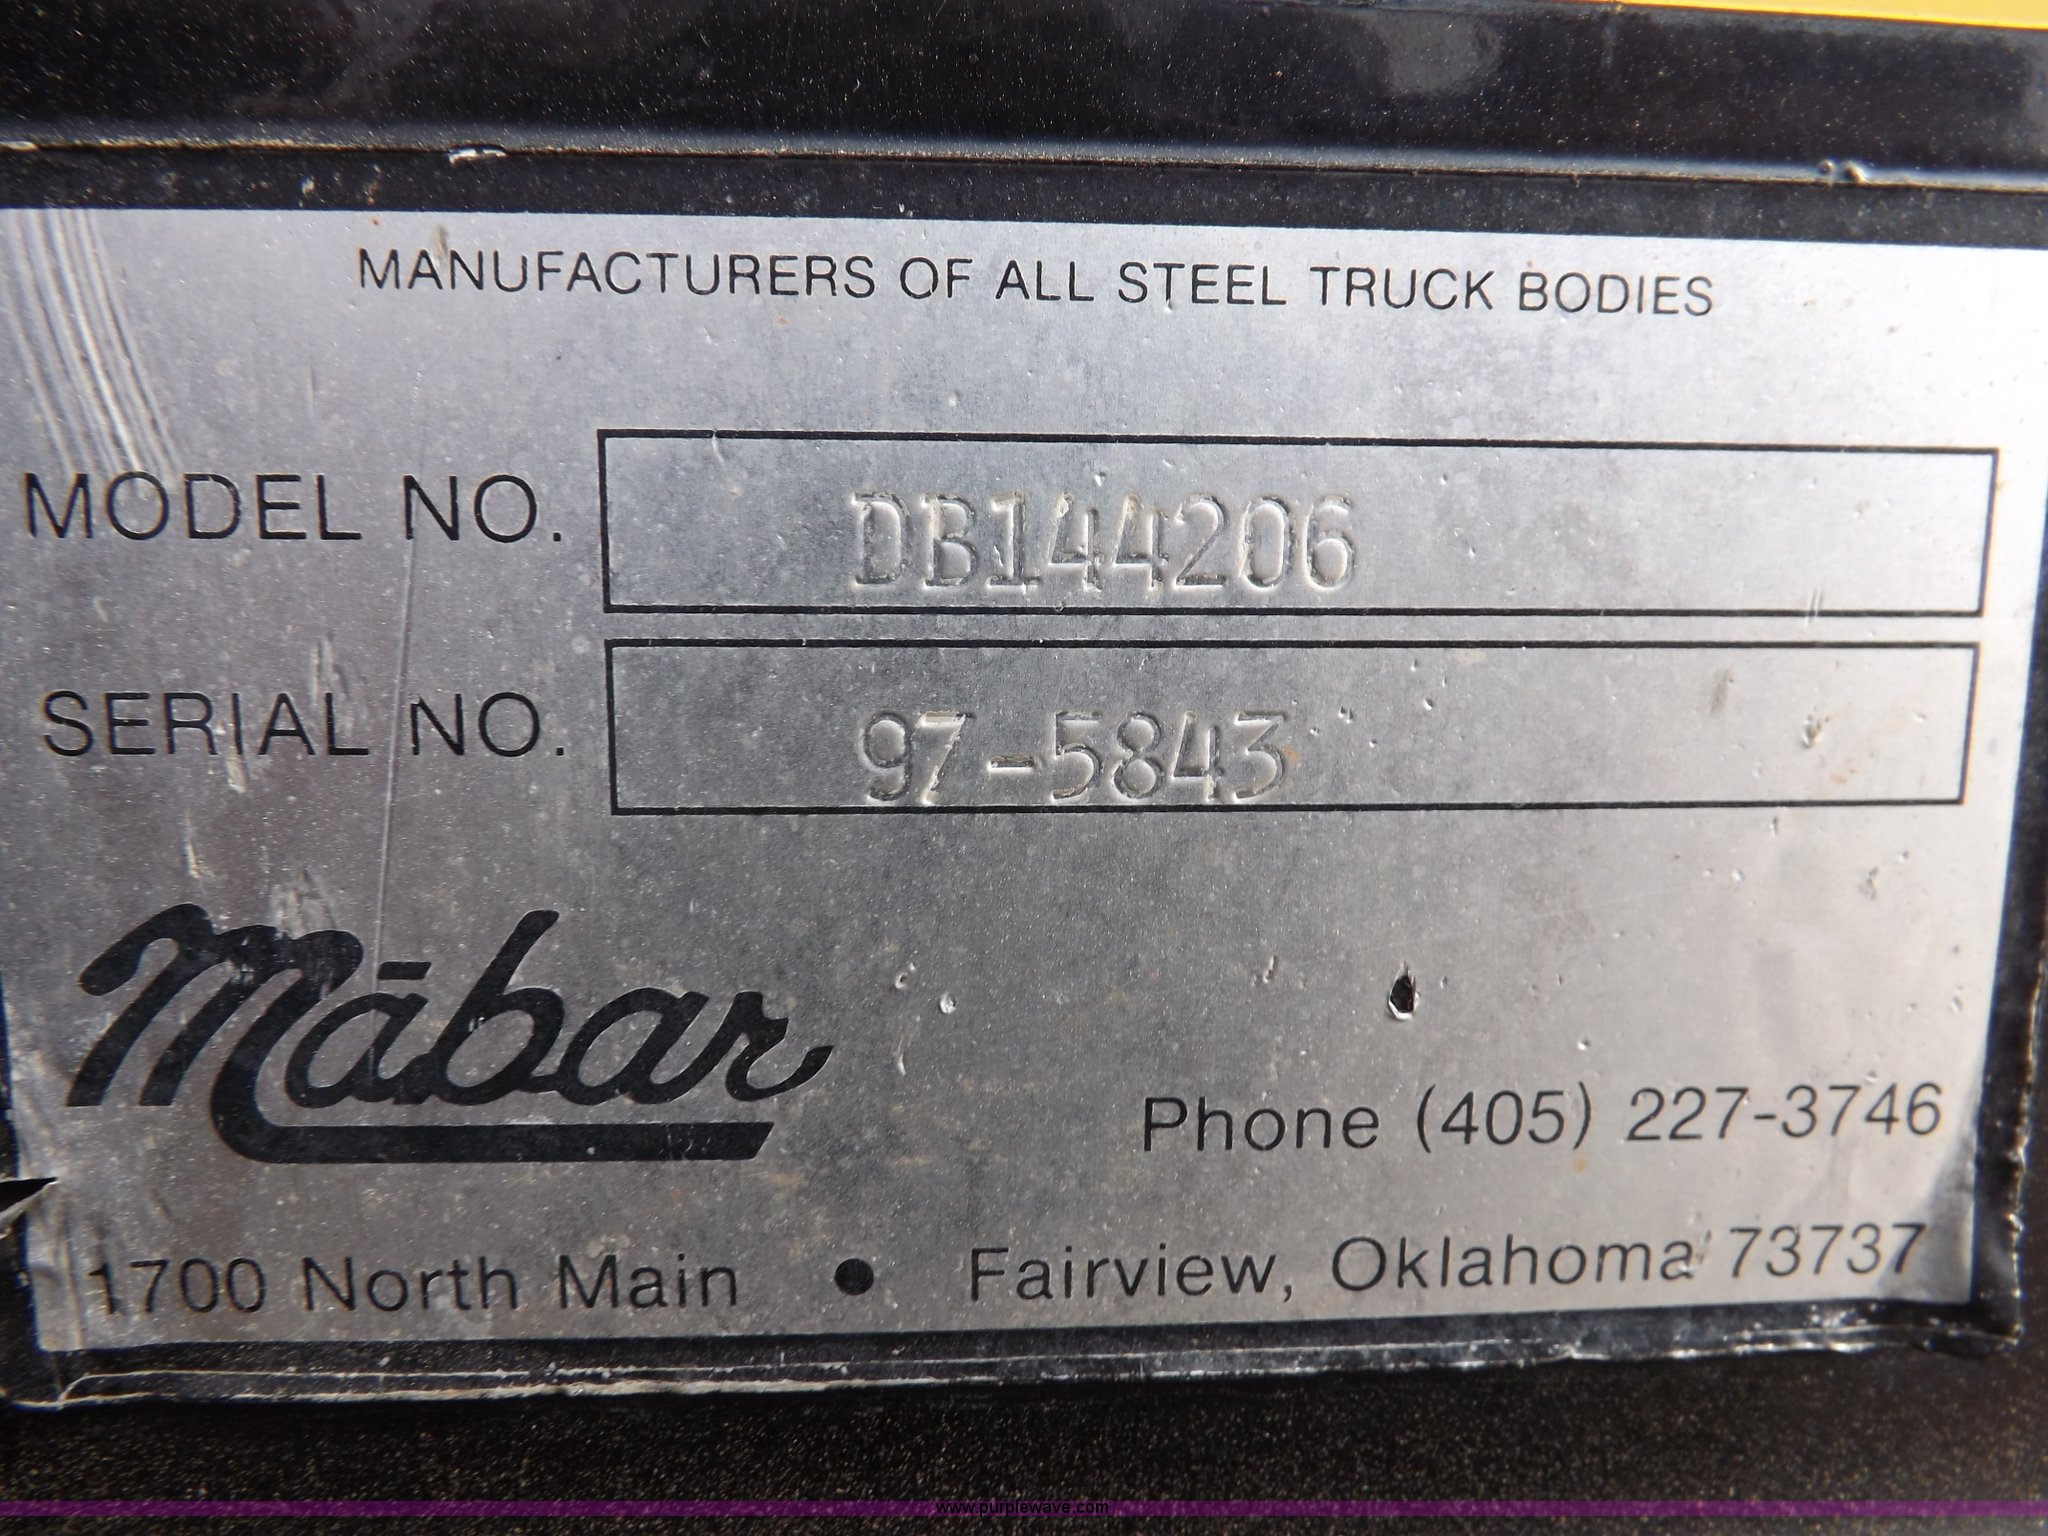 MANUFACTURERS OF ALL STEEL TRUCK BODIES
MODEL NO. DB144206
SERIAL NO. 97-5843
Mābar
Phone (405) 227-3746
1700 North Main • Fairview, Oklahoma 73737
www.purplewave.com